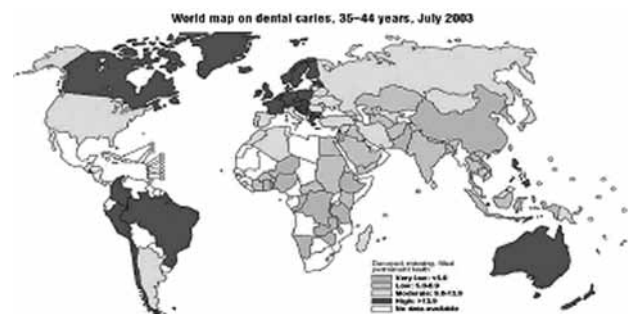 World map on dental caries, 35–44 years, July 2003
Decayed, missing, filled
permanent teeth
Very low: <5.0
Low: 5.0-8.9
Moderate: 9.0-13.9
High: >13.9
No data available